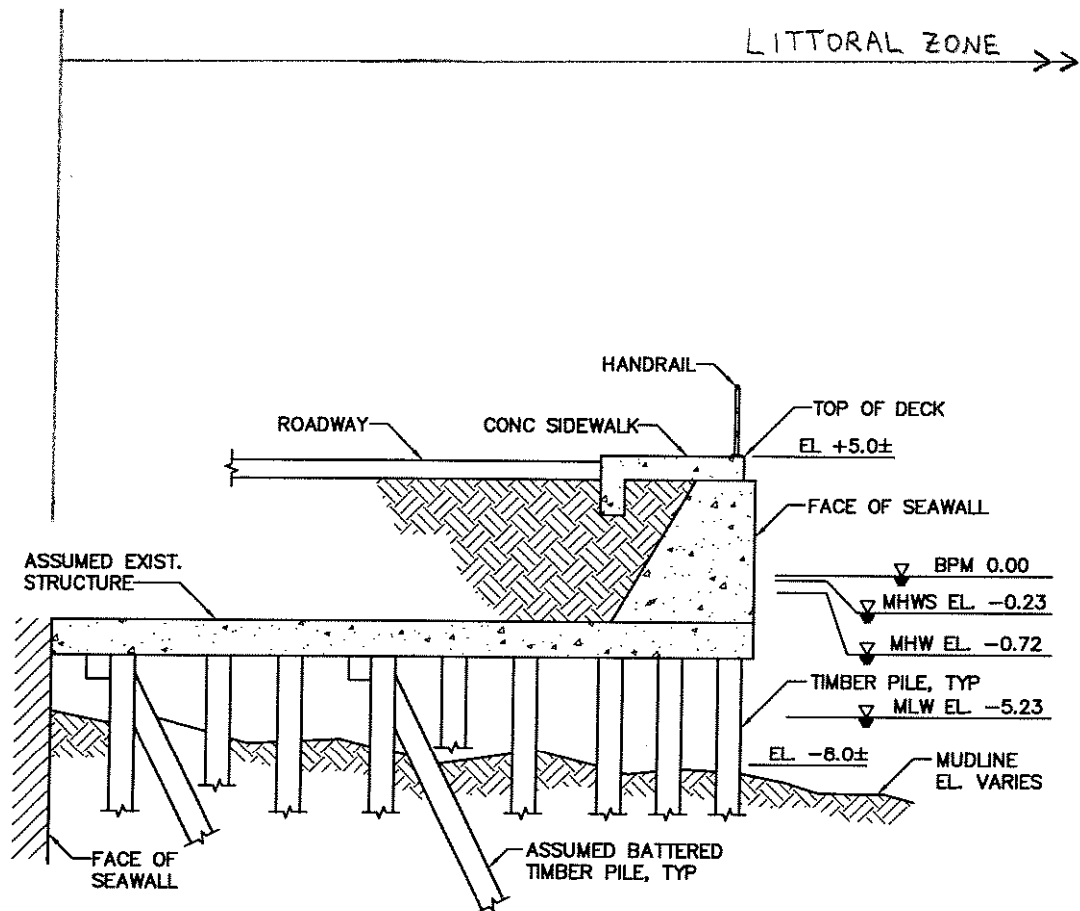 LITTORAL ZONE
HANDRAIL
ROADWAY
CONC SIDEWALK
TOP OF DECK
EL +5.0±
FACE OF SEAWALL
ASSUMED EXIST.
STRUCTURE
BPM 0.00
MHWS EL. -0.23
MHW EL. -0.72
TIMBER PILE, TYP
MLW EL. -5.23
EL. -8.0±
MUDLINE
EL. VARIES
FACE OF
SEAWALL
ASSUMED BATTERED
TIMBER PILE, TYP